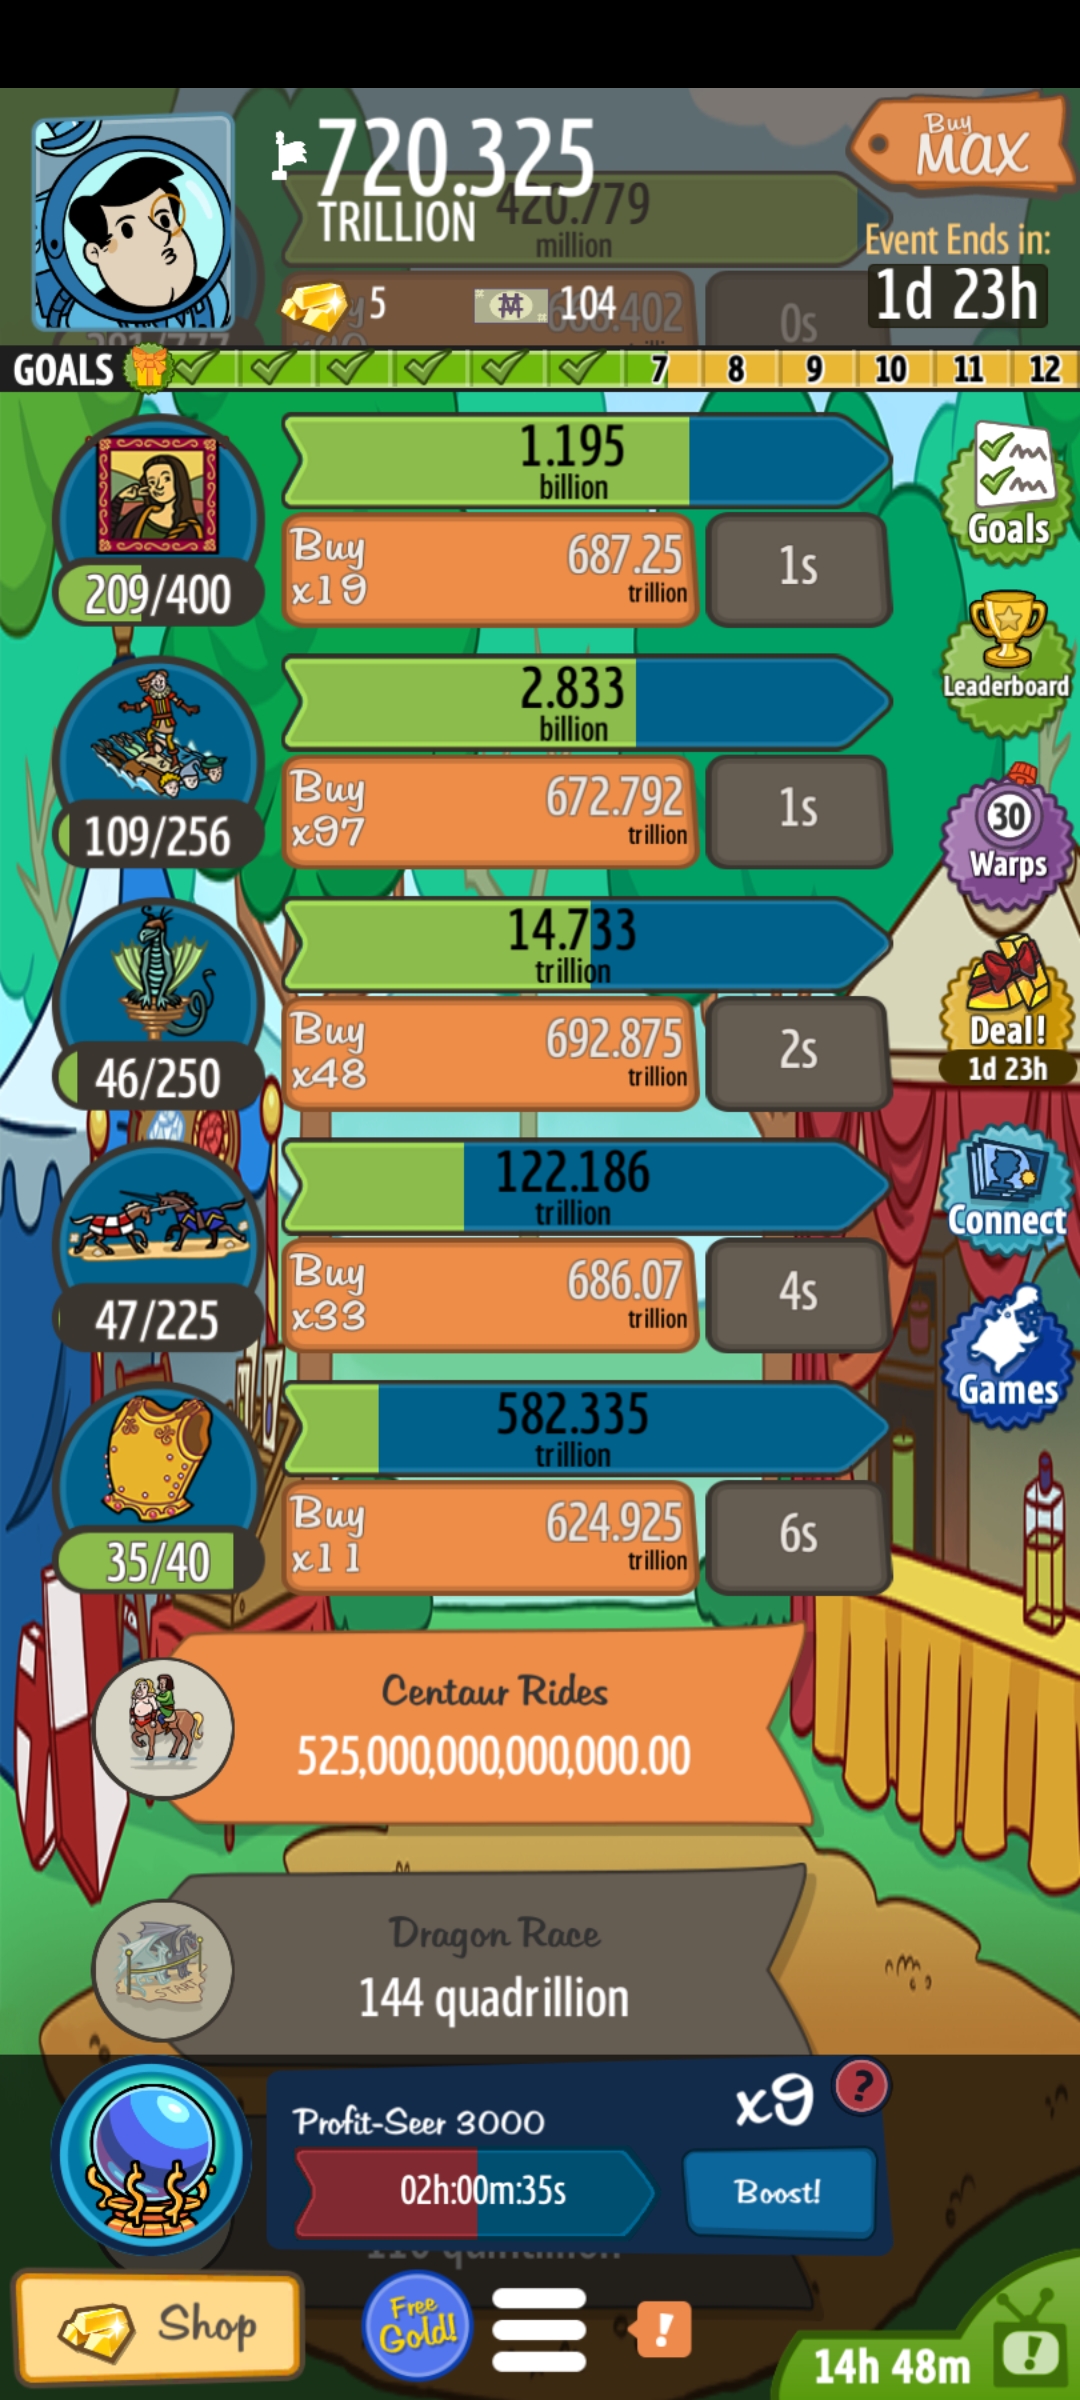 720.325
TRILLION
420.779
million
Buy
MAX
Event Ends in:
1d 23h
5
104
0s
GOALS
7 8 9 10 11 12
1.195
billion
Buy
x19
687.25
trillion
1s
209/400
Goals
Leaderboard
2.833
billion
Buy
x97
672.792
trillion
1s
109/256
30
Warps
14.733
trillion
Buy
x48
692.875
trillion
2s
46/250
Deal!
1d 23h
122.186
trillion
Buy
x33
686.07
trillion
4s
47/225
Connect
582.335
trillion
Buy
x11
624.925
trillion
6s
35/40
Games
Centaur Rides
525,000,000,000,000.00
Dragon Race
144 quadrillion
START
Profit-Seer 3000
x9
?
02h:00m:35s
Boost!
Shop
Free
Gold!
!
14h 48m
!